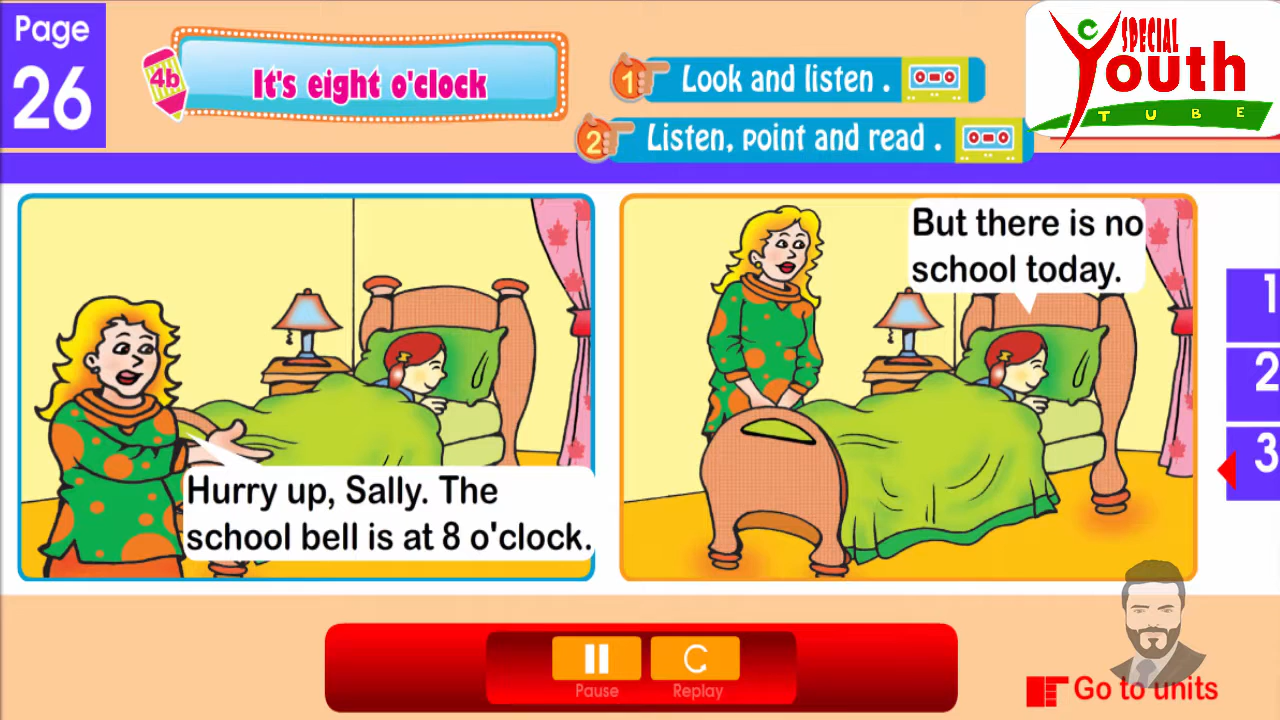 Page
26
4b
It's eight o'clock
1 Look and listen .
2 Listen, point and read .
SPECIAL
Youth
TUBE
C
But there is no
school today.
Hurry up, Sally. The
school bell is at 8 o'clock.
1
2
3
Pause
Replay
Go to units